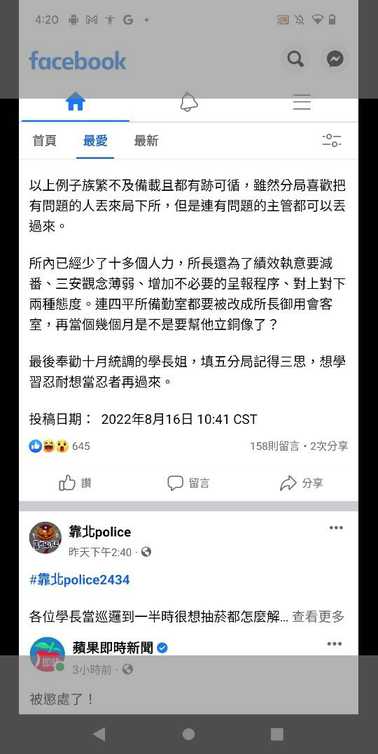 4:20
facebook
首頁 最愛 最新
以上例子族繁不及備載且都有跡可循，雖然分局喜歡把
有問題的人丟來局下所，但是連有問題的主管都可以丟
過來。
所內已經少了十多個人力，所長還為了績效執意要減
番、三安觀念薄弱、增加不必要的呈報程序、對上對下
兩種態度。連四平所備勤室都要被改成所長御用會客
室，再當個幾個月是不是要幫他立銅像了？
最後奉勸十月統調的學長姐，填五分局記得三思，想學
習忍耐想當忍者再過來。
投稿日期： 2022年8月16日 10:41 CST
645 158則留言・2次分享
讚 留言 分享
靠北police
昨天下午2:40・
#靠北police2434
各位學長當巡邏到一半時很想抽菸都怎麼解... 查看更多
蘋果即時新聞
3小時前・
被懲處了！